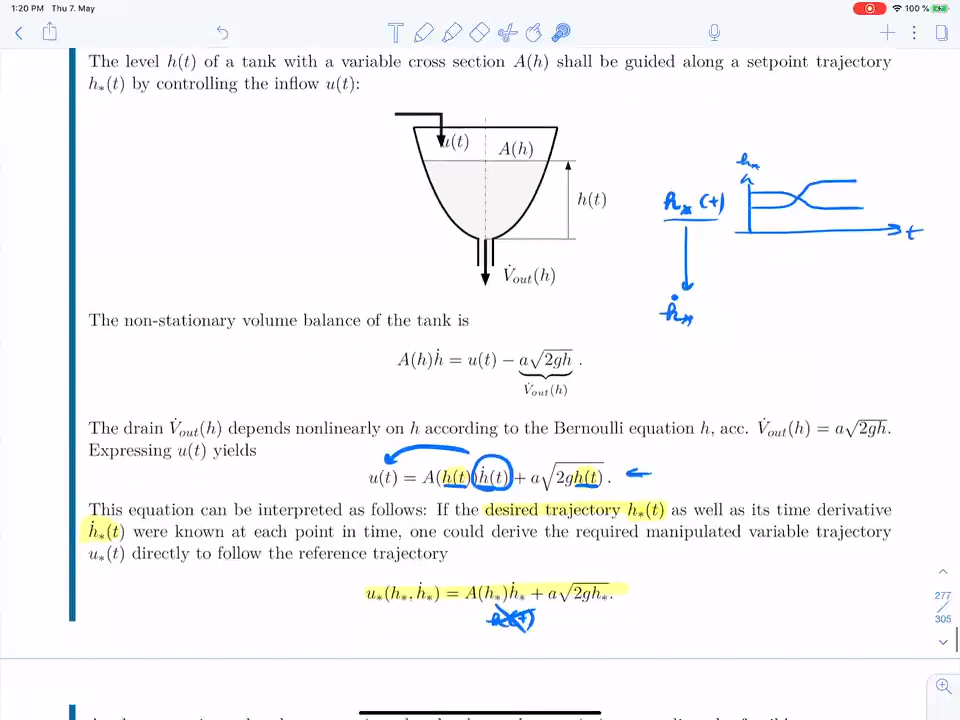 1:20 PM Thu 7. May
100 %
The level h(t) of a tank with a variable cross section A(h) shall be guided along a setpoint trajectory
h∗(t) by controlling the inflow u(t):
u(t)
A(h)
h(t)
V̇out(h)
h∗(t)
ḣ∗
h∗
t
The non-stationary volume balance of the tank is
A(h)ḣ = u(t) − a√2gh .
V̇out(h)
The drain V̇out(h) depends nonlinearly on h according to the Bernoulli equation h, acc. V̇out(h) = a√2gh.
Expressing u(t) yields
u(t) = A(h(t))ḣ(t) + a√2gh(t) .
This equation can be interpreted as follows: If the desired trajectory h∗(t) as well as its time derivative
ḣ∗(t) were known at each point in time, one could derive the required manipulated variable trajectory
u∗(t) directly to follow the reference trajectory
u∗(h∗, ḣ∗) = A(h∗)ḣ∗ + a√2gh∗.
277
/
305